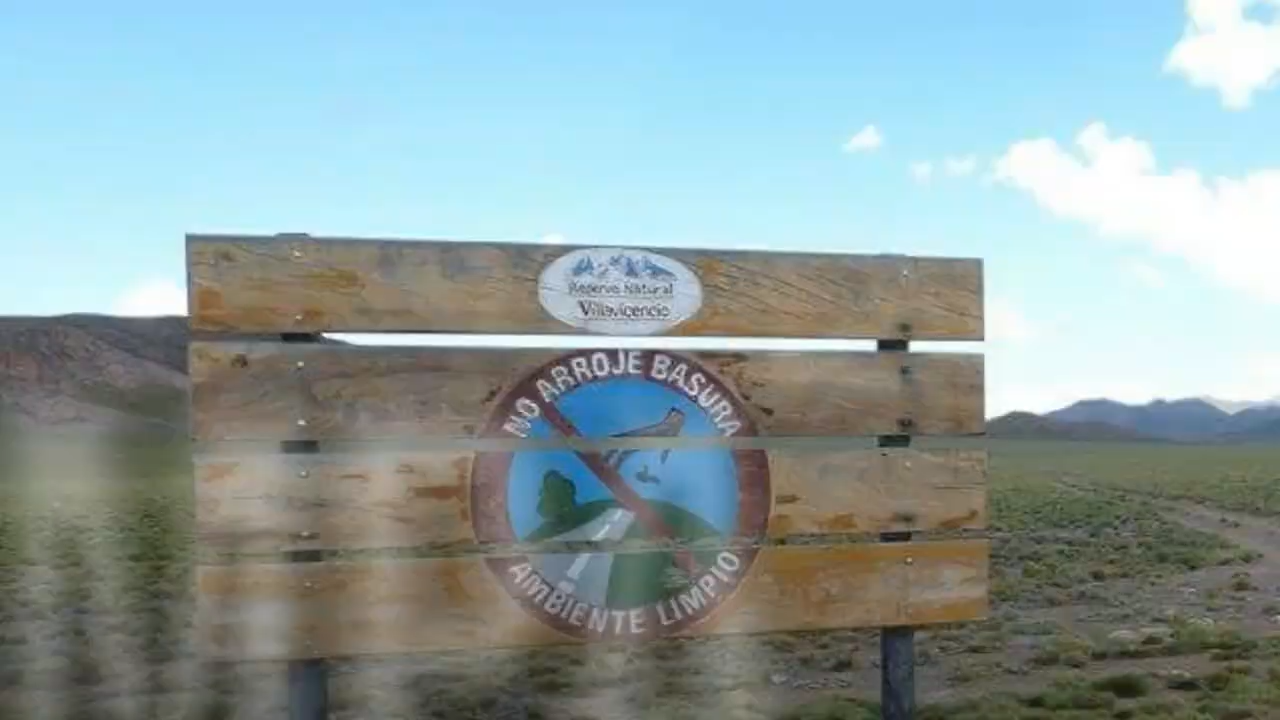 Reserva Natural
Villavicencio
NO ARROJE BASURA
AMBIENTE LIMPIO